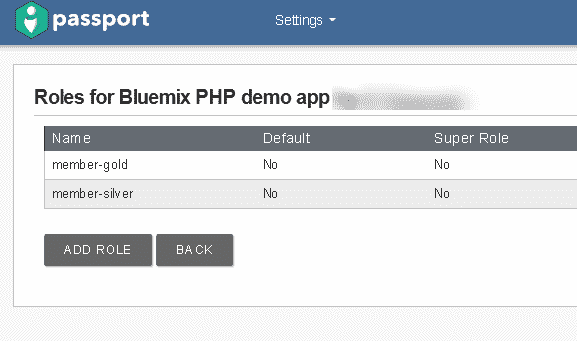 passport
Settings
Roles for Bluemix PHP demo app
Name Default Super Role
member-gold No No
member-silver No No
ADD ROLE BACK